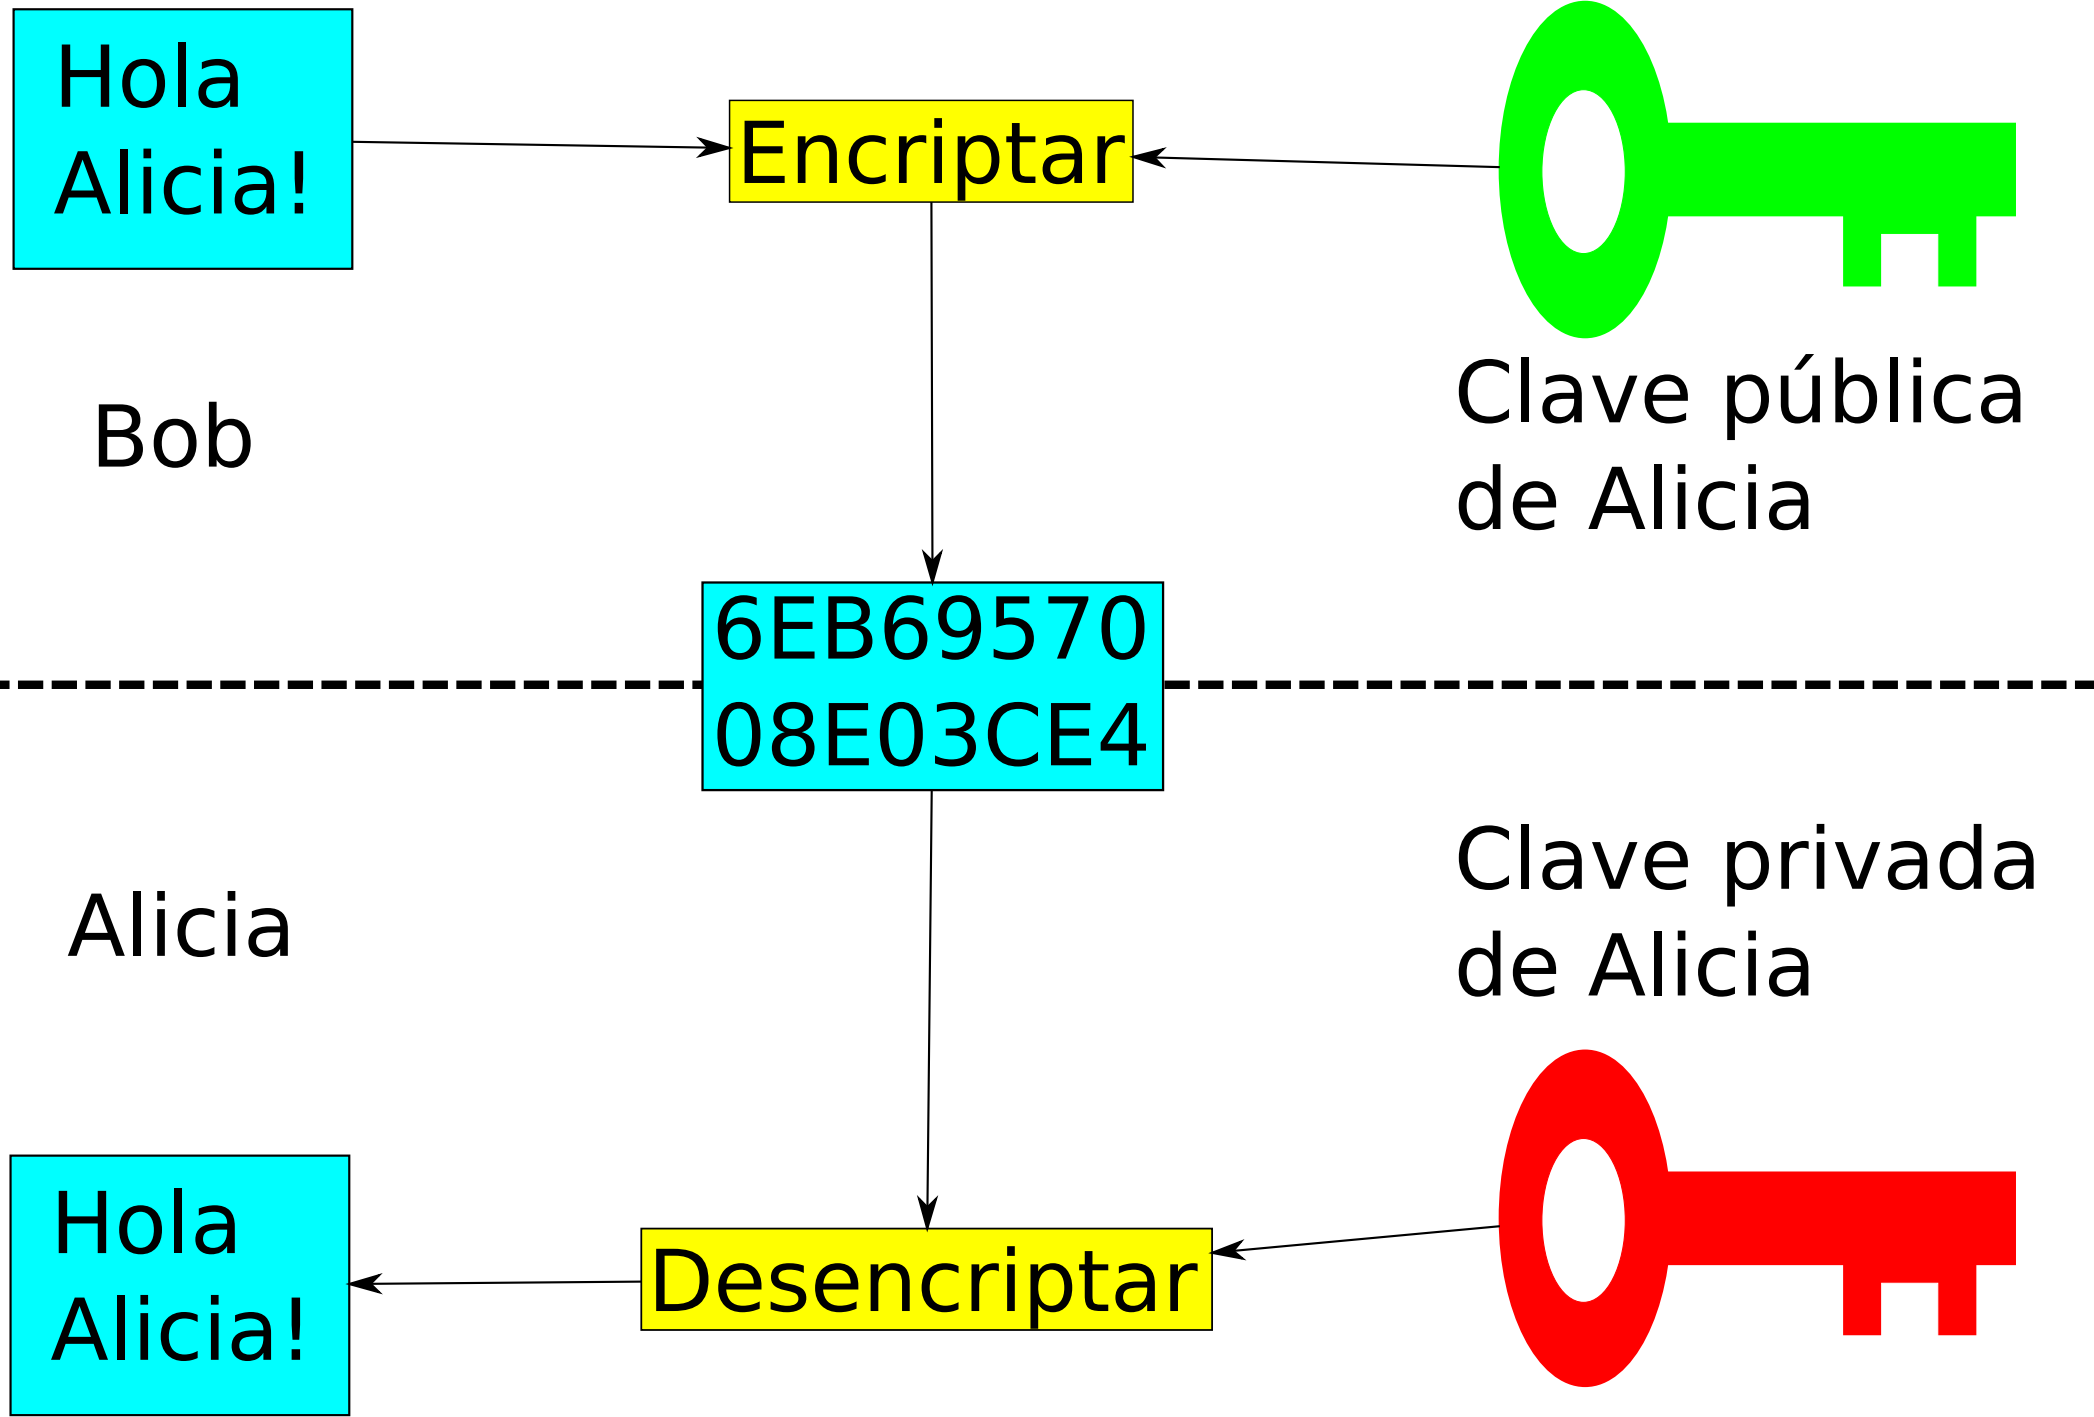 Hola
Alicia!
Encriptar
Bob
Clave pública
de Alicia
6EB69570
08E03CE4
Alicia
Clave privada
de Alicia
Hola
Alicia!
Desencriptar